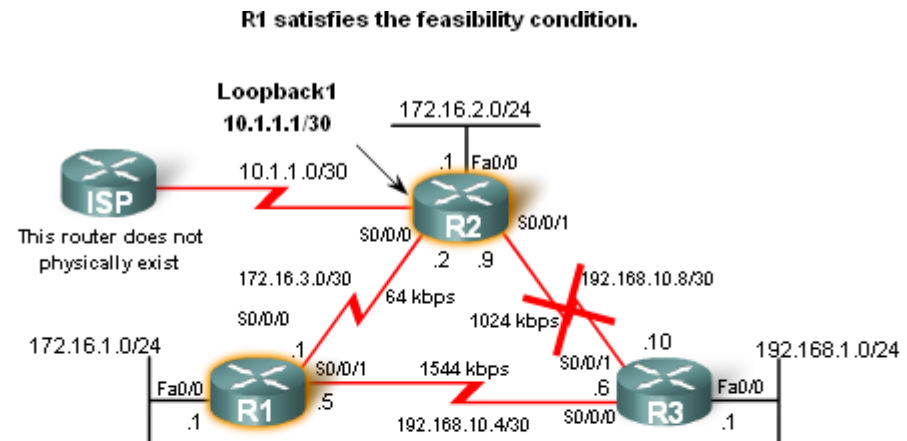 R1 satisfies the feasibility condition.
Loopback1
10.1.1.1/30
172.16.2.0/24
.1
Fa0/0
10.1.1.0/30
ISP
R2
This router does not
physically exist
S0/0/0
S0/0/1
.2
.9
172.16.3.0/30
192.168.10.8/30
64 kbps
S0/0/0
1024 kbps
172.16.1.0/24
.1
.10
192.168.1.0/24
S0/0/1
1544 kbps
S0/0/1
Fa0/0
R1
.5
.6
R3
Fa0/0
.1
192.168.10.4/30
S0/0/0
.1